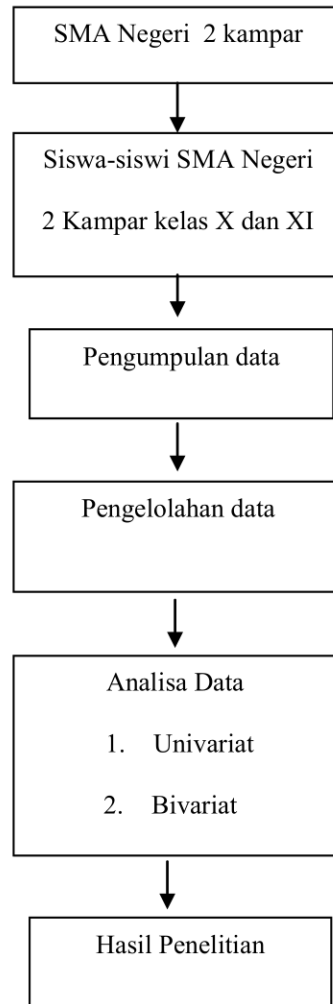 SMA Negeri 2 kampar
Siswa-siswi SMA Negeri
2 Kampar kelas X dan XI
Pengumpulan data
Pengelolahan data
Analisa Data
1. Univariat
2. Bivariat
Hasil Penelitian